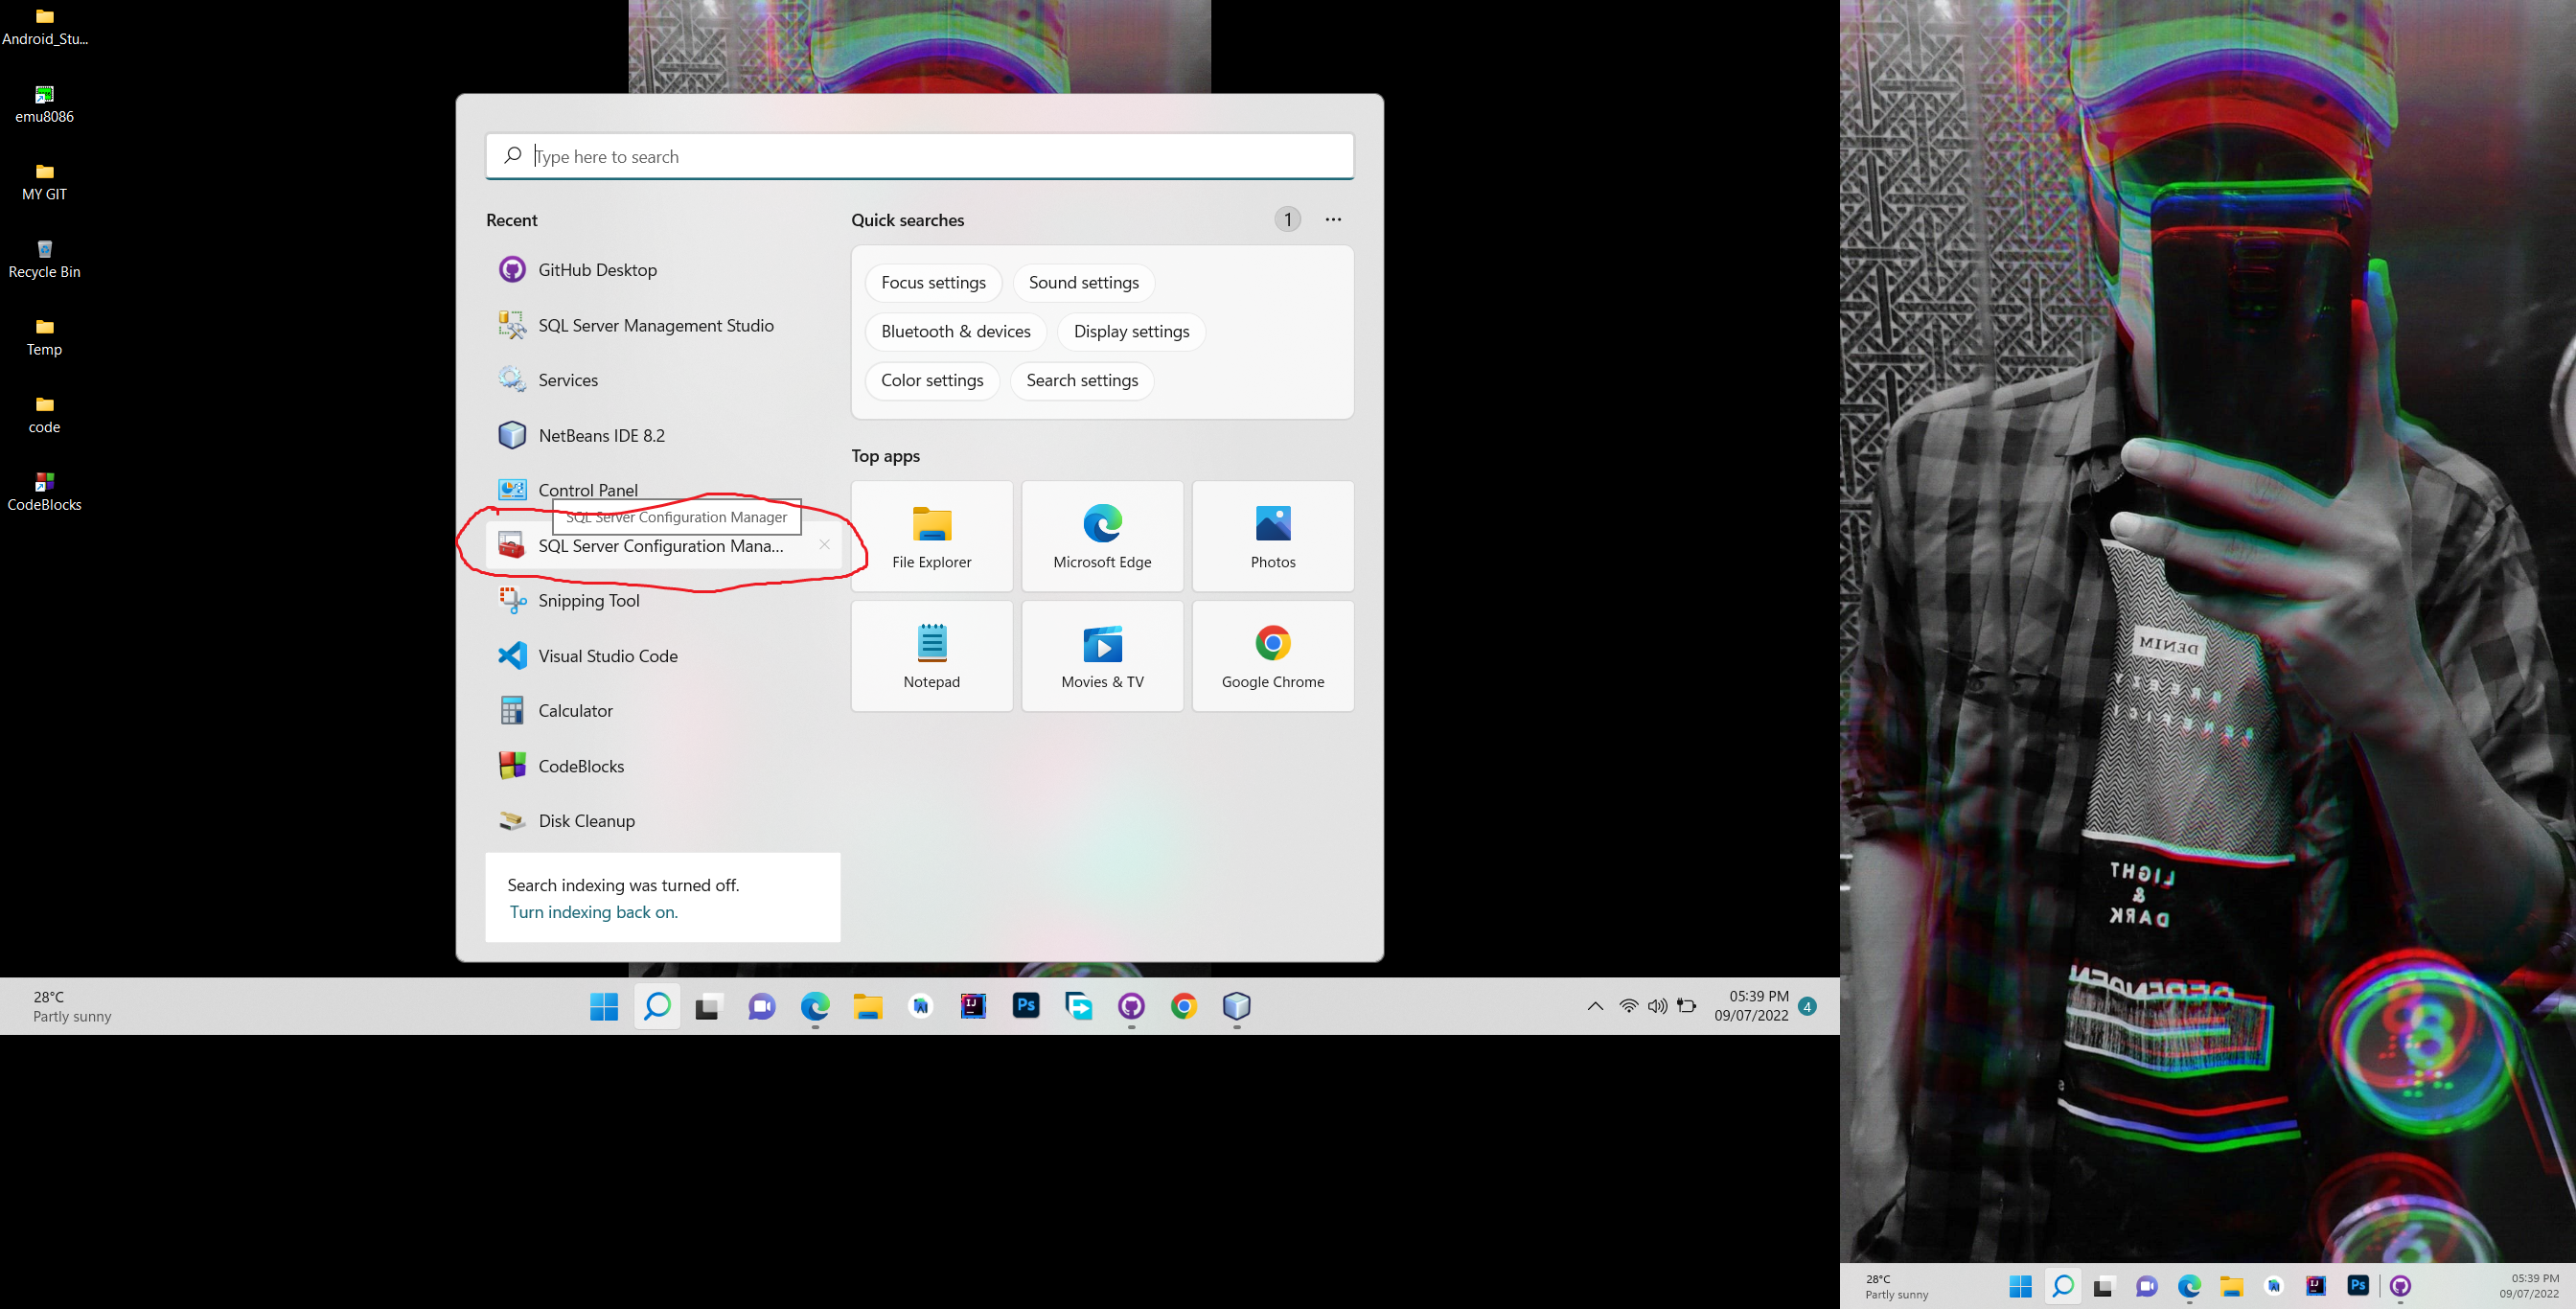 Android_Stu...
emu8086
MY GIT
Recycle Bin
Temp
code
CodeBlocks
Type here to search
Recent
GitHub Desktop
SQL Server Management Studio
Services
NetBeans IDE 8.2
Control Panel
SQL Server Configuration Manager
SQL Server Configuration Mana...
Snipping Tool
Visual Studio Code
Calculator
CodeBlocks
Disk Cleanup
Search indexing was turned off.
Turn indexing back on.
Quick searches 1 ...
Focus settings Sound settings
Bluetooth & devices Display settings
Color settings Search settings
Top apps
File Explorer Microsoft Edge Photos
Notepad Movies & TV Google Chrome
28°C
Partly sunny
IJ Ps
05:39 PM
09/07/2022
4
DENIM
LIGHT
&
DARK
28°C
Partly sunny
IJ Ps
05:39 PM
09/07/2022